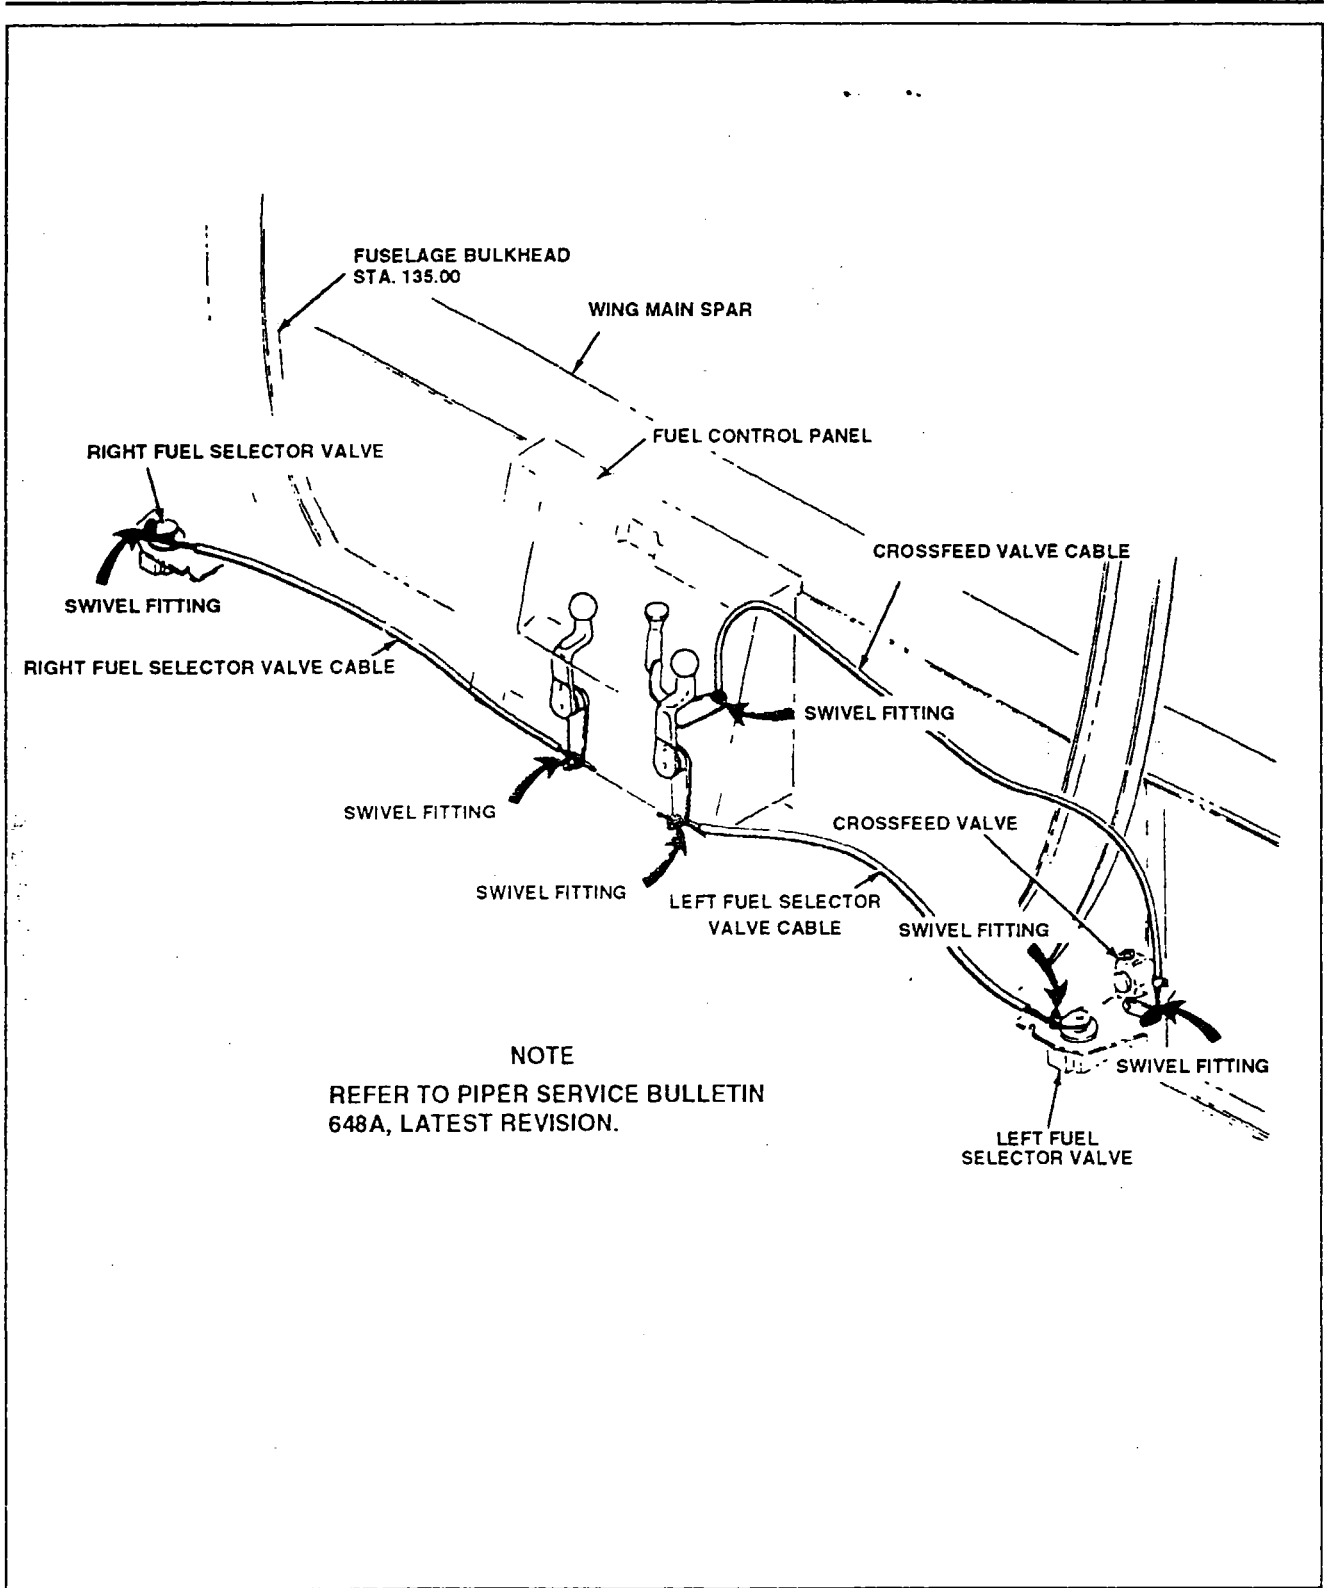 FUSELAGE BULKHEAD
STA. 135.00
WING MAIN SPAR
FUEL CONTROL PANEL
RIGHT FUEL SELECTOR VALVE
CROSSFEED VALVE CABLE
SWIVEL FITTING
RIGHT FUEL SELECTOR VALVE CABLE
SWIVEL FITTING
SWIVEL FITTING
CROSSFEED VALVE
SWIVEL FITTING
LEFT FUEL SELECTOR
VALVE CABLE
SWIVEL FITTING
NOTE
REFER TO PIPER SERVICE BULLETIN
648A, LATEST REVISION.
SWIVEL FITTING
LEFT FUEL
SELECTOR VALVE